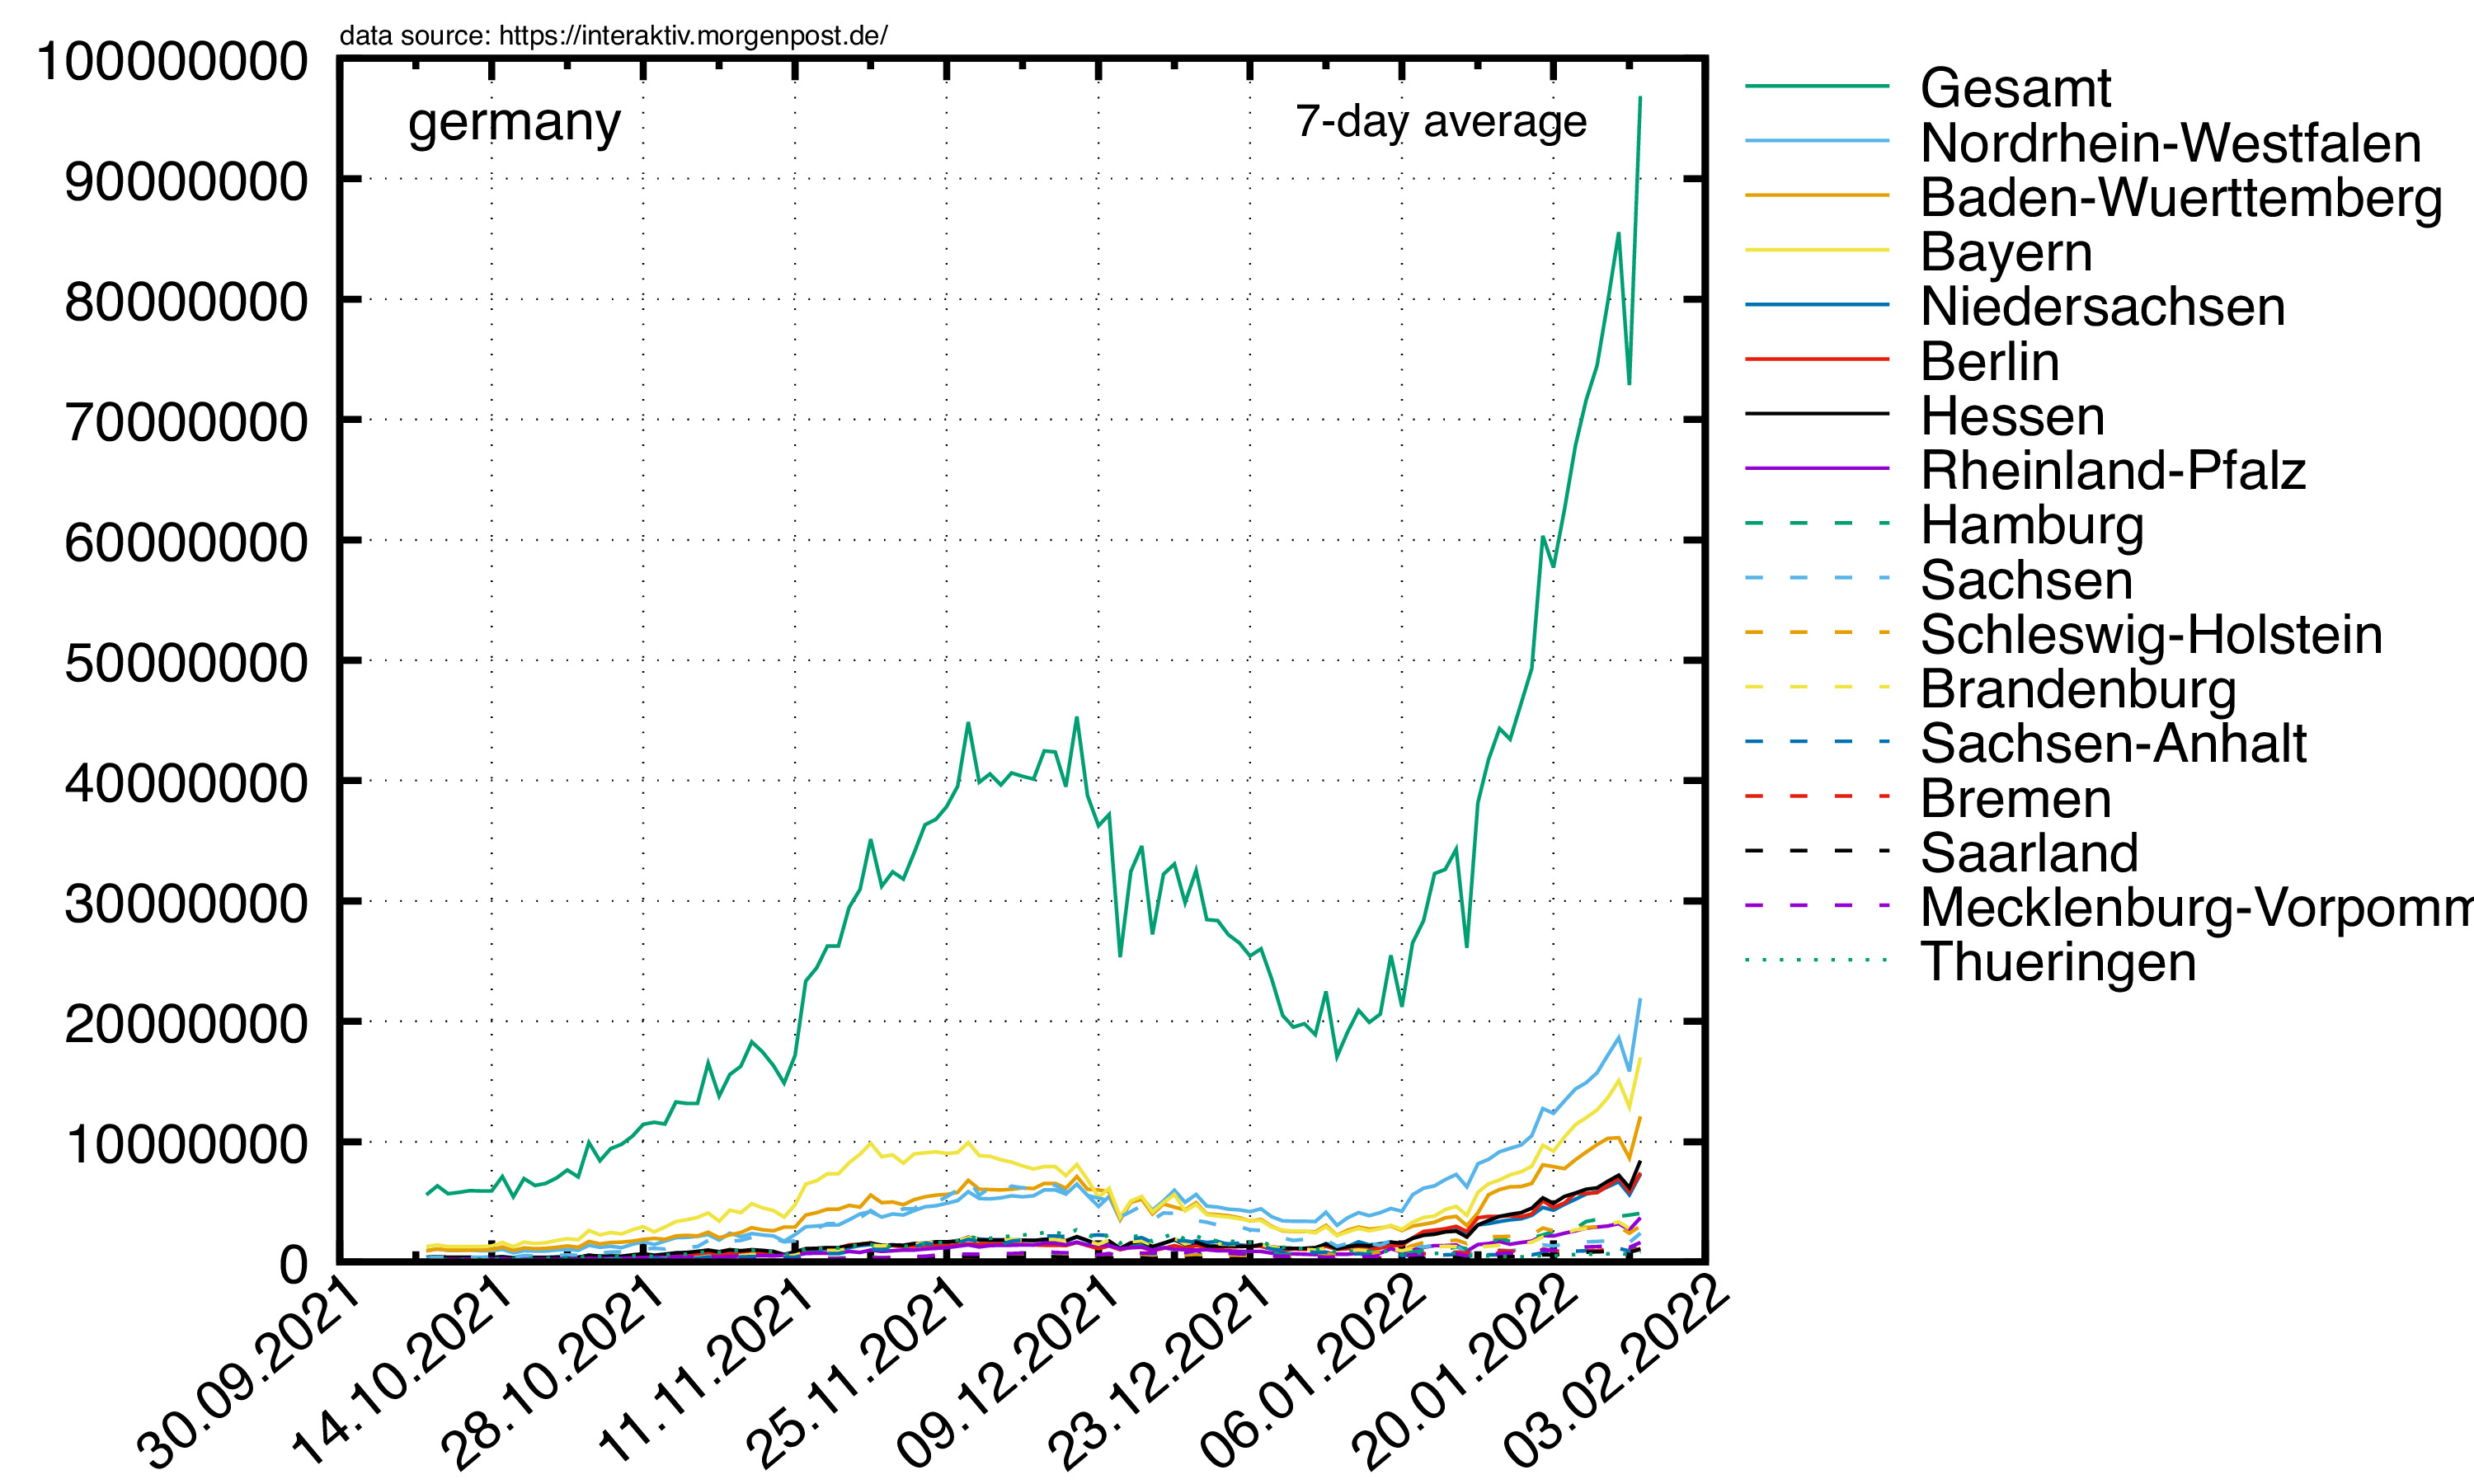 data source: https://interaktiv.morgenpost.de/
100000000
90000000
80000000
70000000
60000000
50000000
40000000
30000000
20000000
10000000
0
germany
7-day average
30.09.2021
14.10.2021
28.10.2021
11.11.2021
25.11.2021
09.12.2021
23.12.2021
06.01.2022
20.01.2022
03.02.2022
Gesamt
Nordrhein-Westfalen
Baden-Wuerttemberg
Bayern
Niedersachsen
Berlin
Hessen
Rheinland-Pfalz
Hamburg
Sachsen
Schleswig-Holstein
Brandenburg
Sachsen-Anhalt
Bremen
Saarland
Mecklenburg-Vorpomm
Thueringen